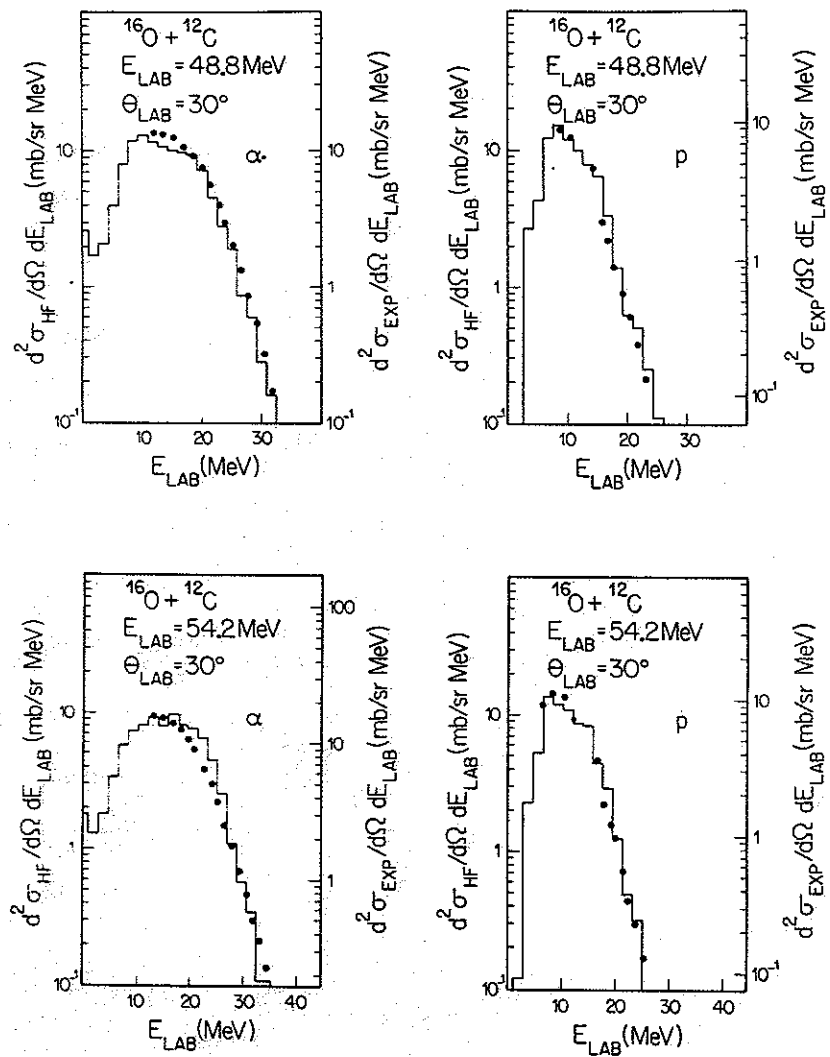 ¹⁶O + ¹²C
E_LAB = 48.8 MeV
Θ_LAB = 30°
α
10
1
10⁻¹
10
1
10⁻¹
d²σ_HF/dΩ dE_LAB (mb/sr MeV)
d²σ_EXP/dΩ dE_LAB (mb/sr MeV)
10 20 30
E_LAB (MeV)
¹⁶O + ¹²C
E_LAB = 48.8 MeV
Θ_LAB = 30°
p
10
1
10⁻¹
10
1
10⁻¹
d²σ_HF/dΩ dE_LAB (mb/sr MeV)
d²σ_EXP/dΩ dE_LAB (mb/sr MeV)
10 20 30
E_LAB (MeV)
¹⁶O + ¹²C
E_LAB = 54.2 MeV
Θ_LAB = 30°
α
10
1
10⁻¹
100
10
1
d²σ_HF/dΩ dE_LAB (mb/sr MeV)
d²σ_EXP/dΩ dE_LAB (mb/sr MeV)
10 20 30 40
E_LAB (MeV)
¹⁶O + ¹²C
E_LAB = 54.2 MeV
Θ_LAB = 30°
p
10
1
10⁻¹
10
1
10⁻¹
d²σ_HF/dΩ dE_LAB (mb/sr MeV)
d²σ_EXP/dΩ dE_LAB (mb/sr MeV)
10 20 30 40
E_LAB (MeV)